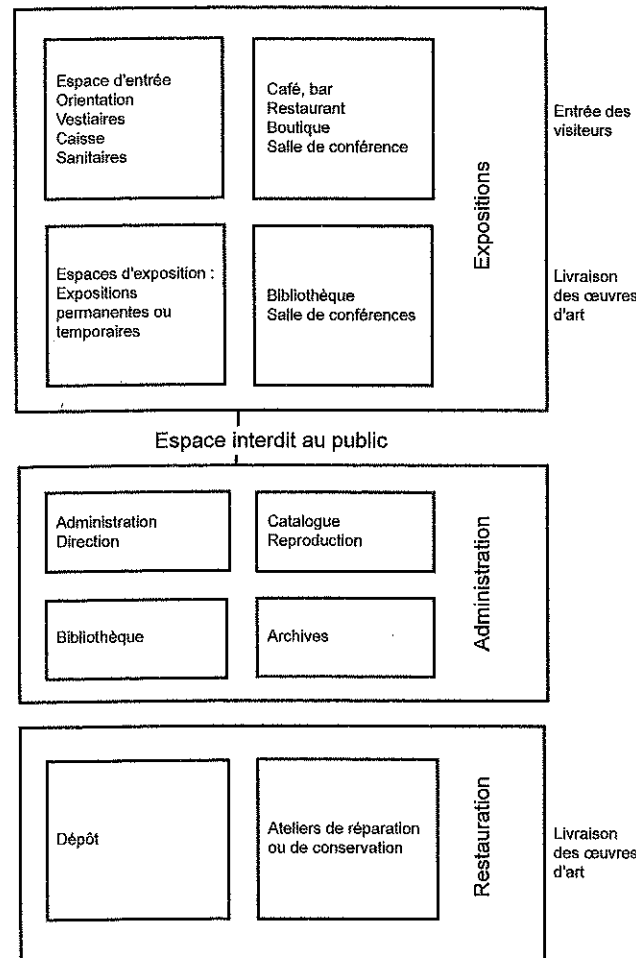 Espace d'entrée
Orientation
Vestiaires
Caisse
Sanitaires
Café, bar
Restaurant
Boutique
Salle de conférence
Espaces d'exposition :
Expositions
permanentes ou
temporaires
Bibliothèque
Salle de conférences
Expositions
Entrée des
visiteurs
Livraison
des œuvres
d'art
Espace interdit au public
Administration
Direction
Catalogue
Reproduction
Bibliothèque
Archives
Administration
Dépôt
Ateliers de réparation
ou de conservation
Restauration
Livraison
des œuvres
d'art